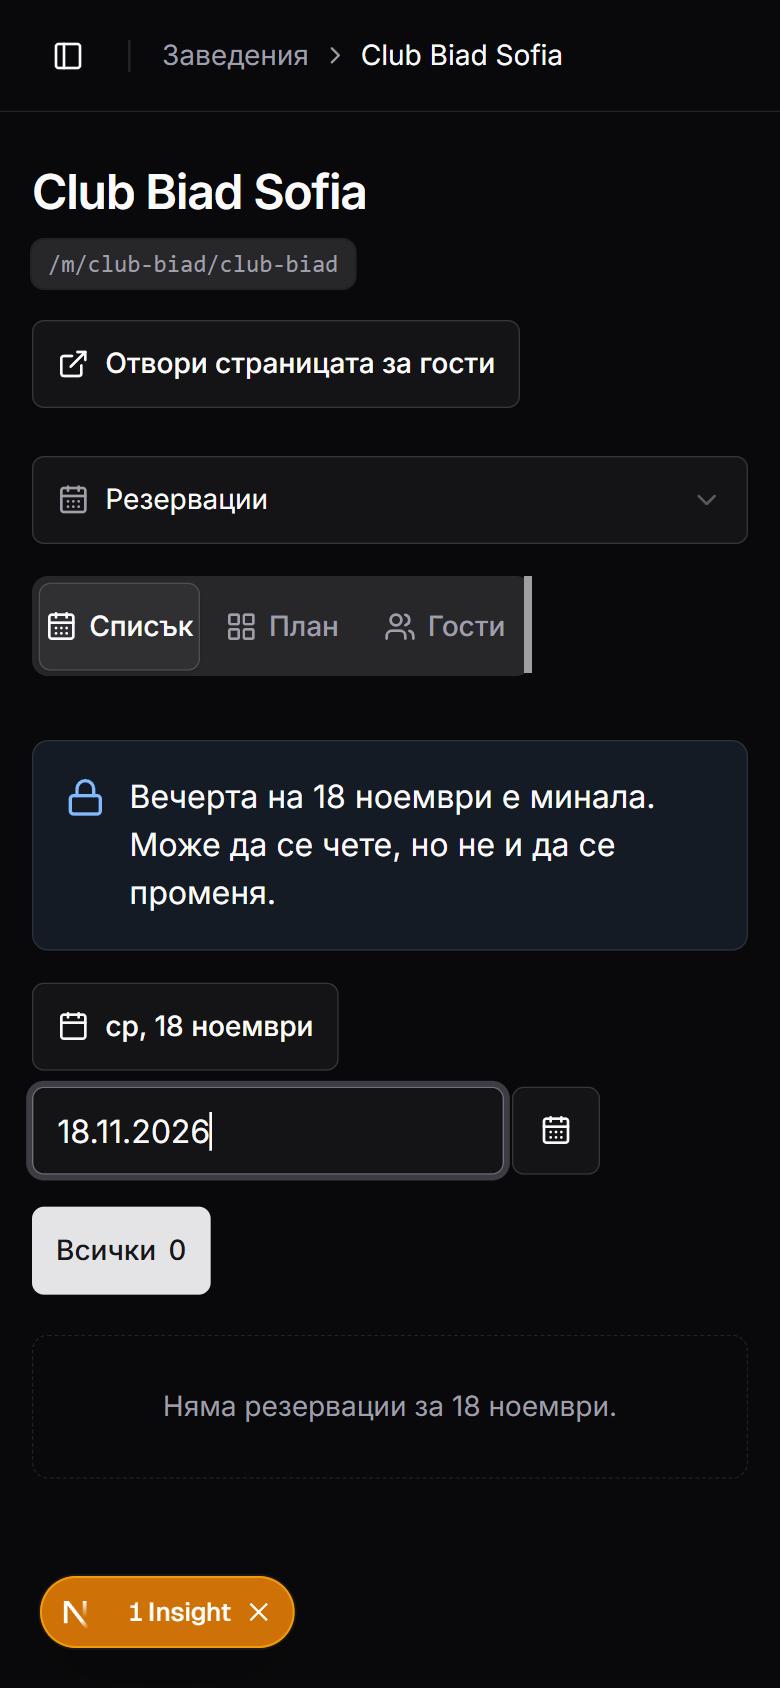 Заведения > Club Biad Sofia
Club Biad Sofia
/m/club-biad/club-biad
Отвори страницата за гости
Резервации
Списък План Гости
Вечерта на 18 ноември е минала.
Може да се чете, но не и да се
променя.
ср, 18 ноември
18.11.2026
Всички 0
Няма резервации за 18 ноември.
N 1 Insight